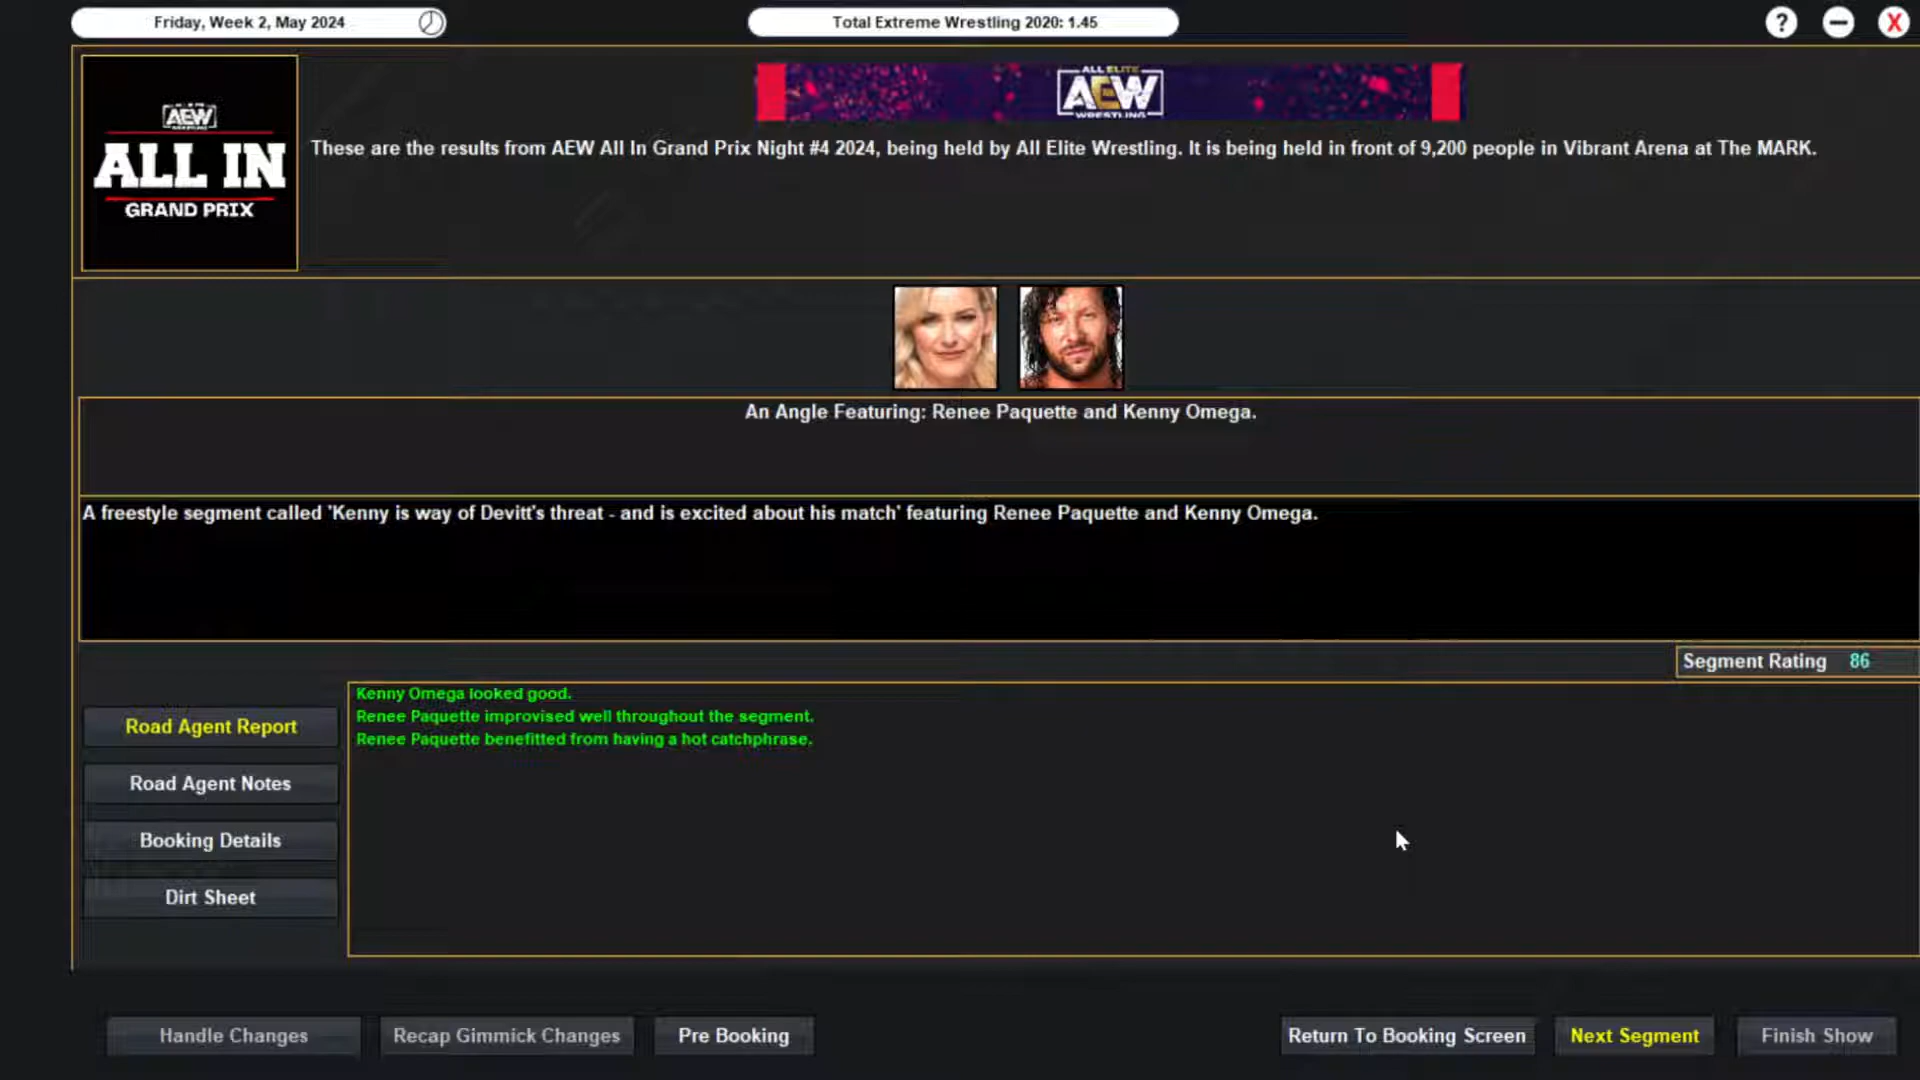 Friday, Week 2, May 2024
Total Extreme Wrestling 2020: 1.45
?
X
AEW
WRESTLING
ALL IN
GRAND PRIX
ALL ELITE
AEW
WRESTLING
These are the results from AEW All In Grand Prix Night #4 2024, being held by All Elite Wrestling. It is being held in front of 9,200 people in Vibrant Arena at The MARK.
An Angle Featuring: Renee Paquette and Kenny Omega.
A freestyle segment called 'Kenny is way of Devitt's threat - and is excited about his match' featuring Renee Paquette and Kenny Omega.
Segment Rating 86
Kenny Omega looked good.
Renee Paquette improvised well throughout the segment.
Renee Paquette benefitted from having a hot catchphrase.
Road Agent Report
Road Agent Notes
Booking Details
Dirt Sheet
Handle Changes
Recap Gimmick Changes
Pre Booking
Return To Booking Screen
Next Segment
Finish Show